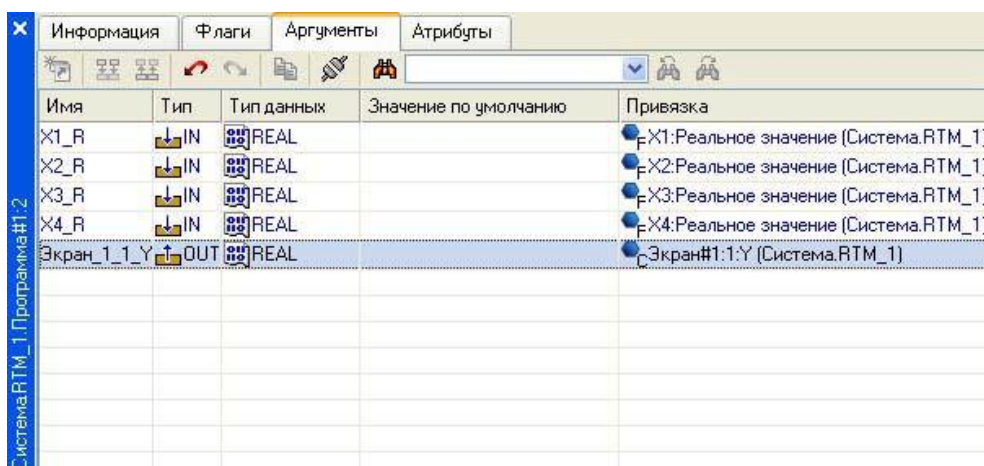 Информация Флаги Аргументы Атрибуты
Имя Тип Тип данных Значение по умолчанию Привязка
X1_R IN REAL X1:Реальное значение (Система.RTM_1)
X2_R IN REAL X2:Реальное значение (Система.RTM_1)
X3_R IN REAL X3:Реальное значение (Система.RTM_1)
X4_R IN REAL X4:Реальное значение (Система.RTM_1)
Экран_1_1_Y OUT REAL Экран#1:1:Y (Система.RTM_1)
Система.RTM_1.Программа#1:2